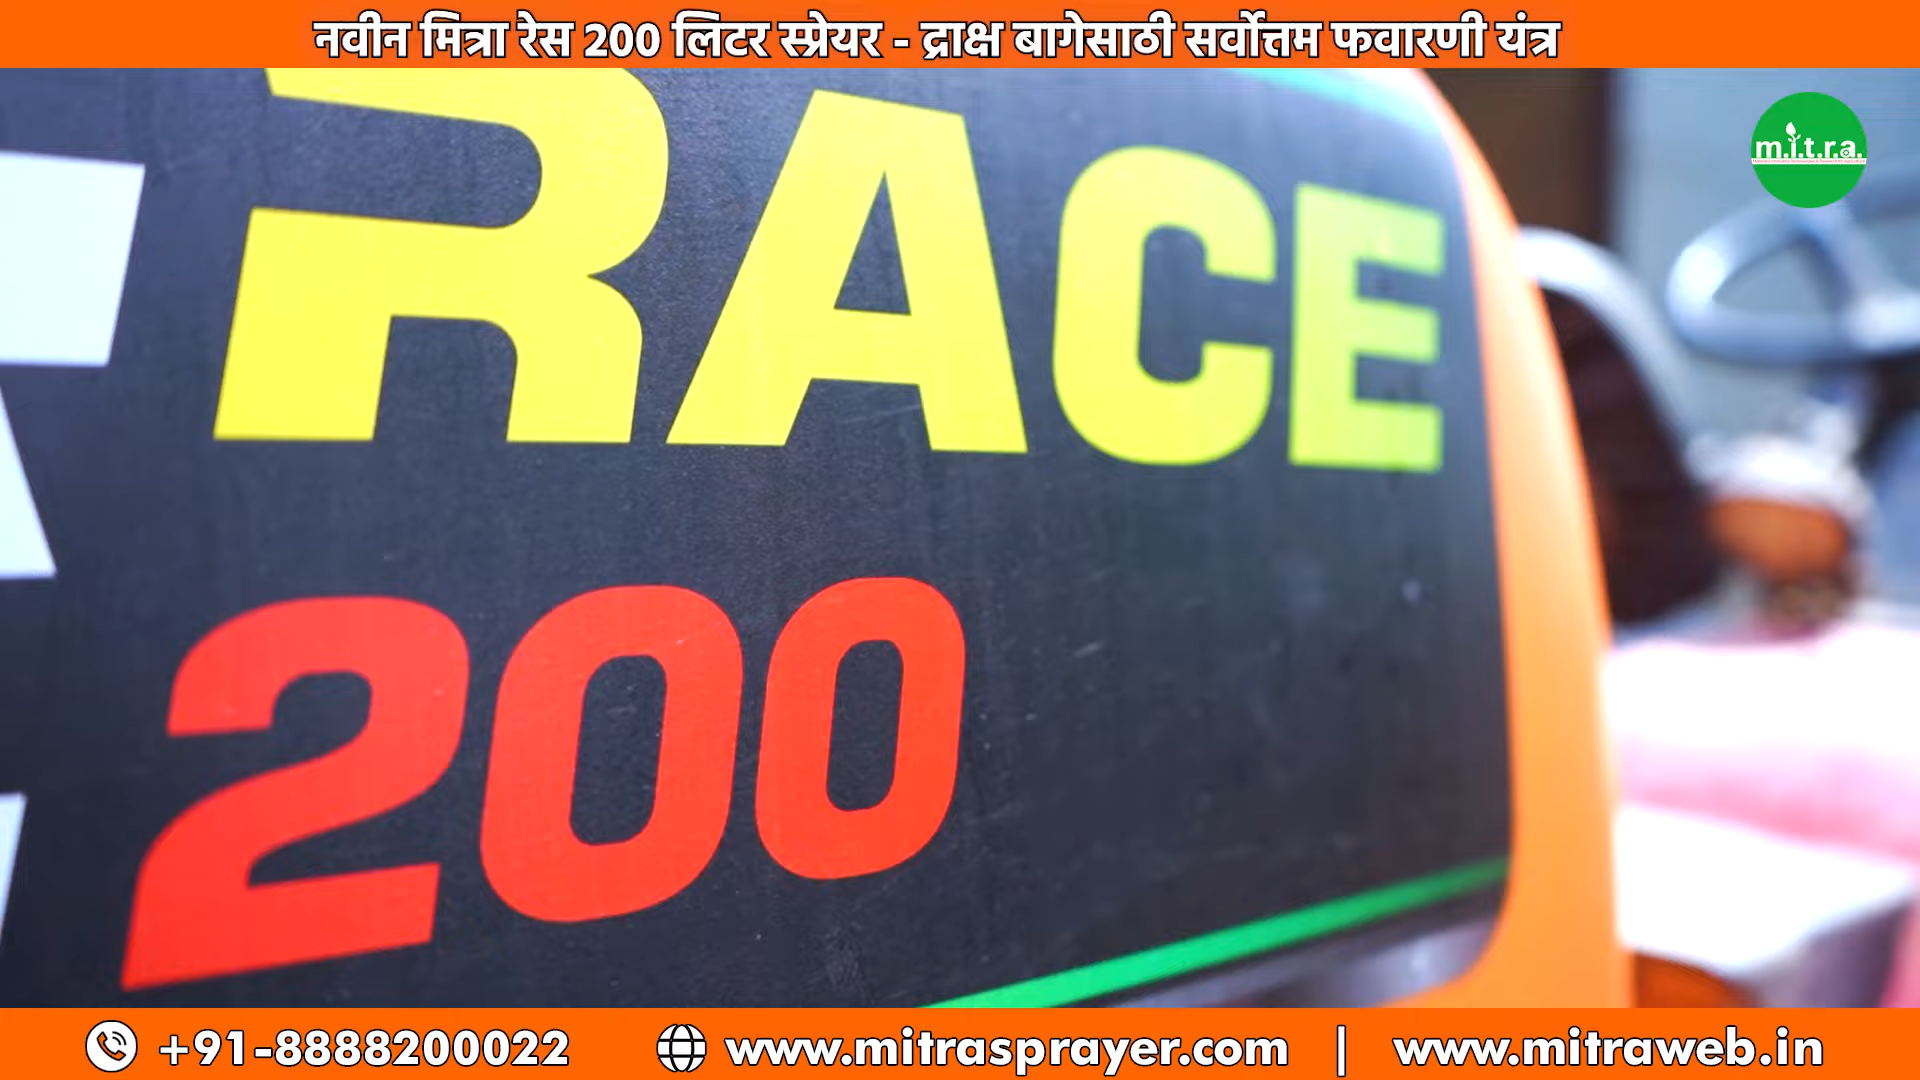 नवीन मित्रा रेस 200 लिटर स्प्रेयर - द्राक्ष बागेसाठी सर्वोत्तम फवारणी यंत्र
m.i.t.r.a.
RACE
200
+91-8888200022 www.mitrasprayer.com | www.mitraweb.in